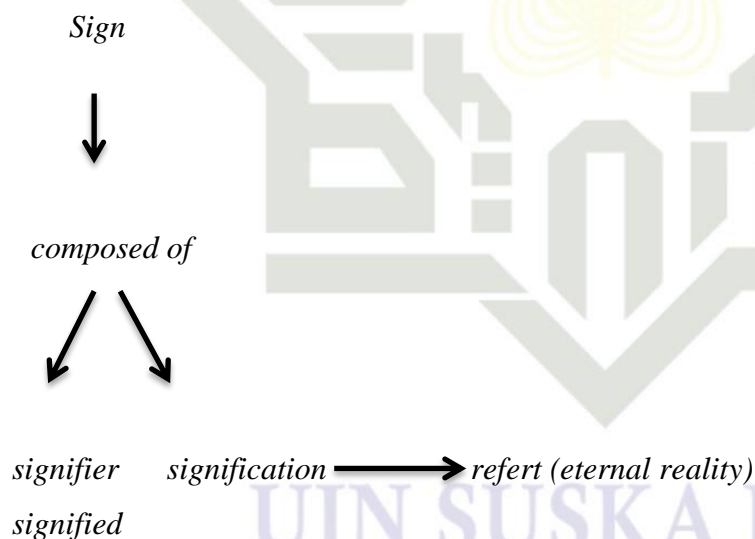 Sign
composed of
signifier signification refert (eternal reality)
signified
UIN SUSKA